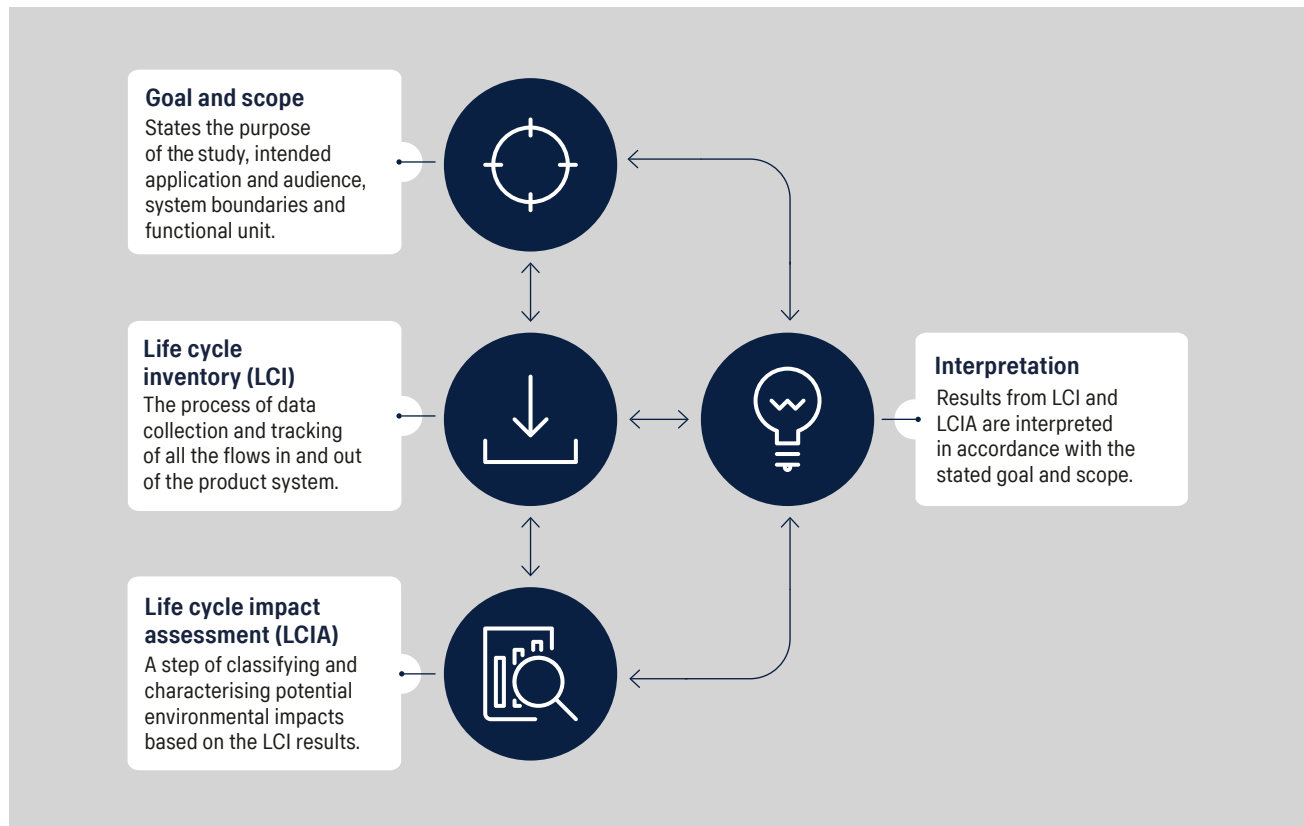 Goal and scope
States the purpose
of the study, intended
application and audience,
system boundaries and
functional unit.
Life cycle
inventory (LCI)
The process of data
collection and tracking
of all the flows in and out
of the product system.
Interpretation
Results from LCI and
LCIA are interpreted
in accordance with the
stated goal and scope.
Life cycle impact
assessment (LCIA)
A step of classifying and
characterising potential
environmental impacts
based on the LCI results.